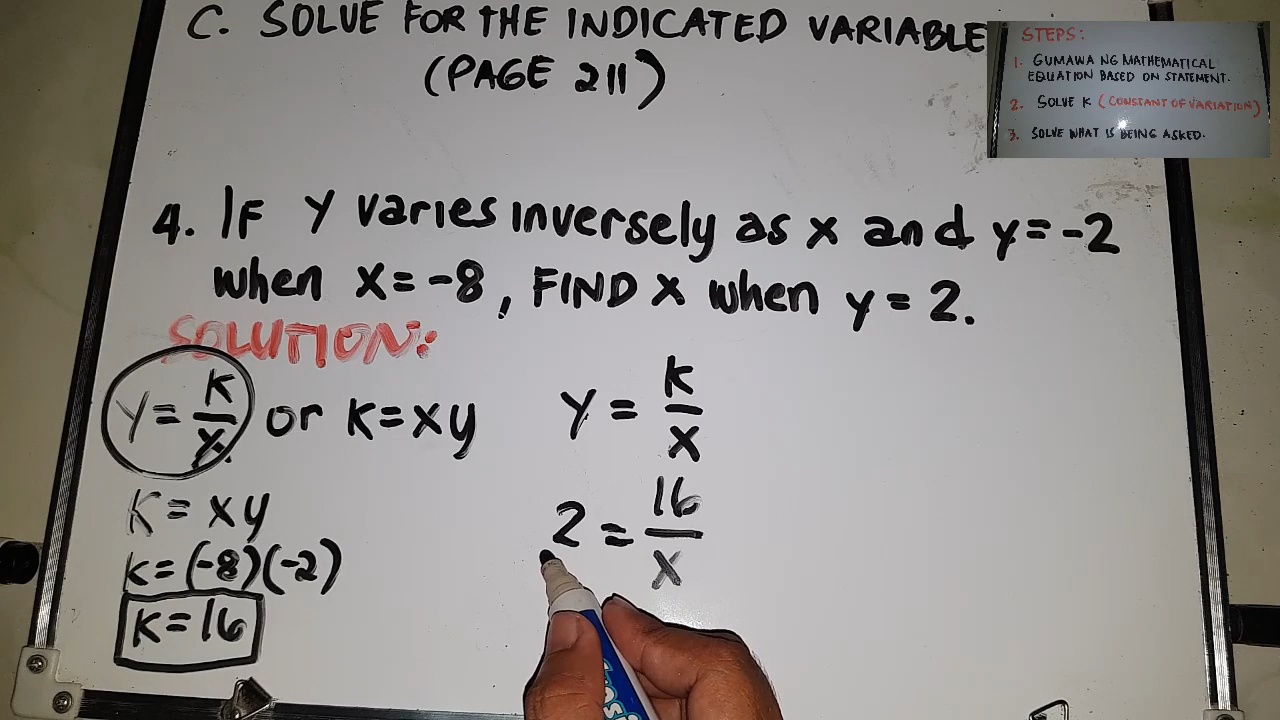 C. SOLVE FOR THE INDICATED VARIABLE
(PAGE 211)
STEPS:
1. GUMAWA NG MATHEMATICAL
EQUATION BASED ON STATEMENT.
2. SOLVE K (CONSTANT OF VARIATION)
3. SOLVE WHAT IS BEING ASKED.
4. IF Y varies inversely as x and y=-2
when x=-8, FIND X when y=2.
SOLUTION:
Y=K/X or K=XY
K=XY
K=(-8)(-2)
K=16
Y=K/X
2=16/X